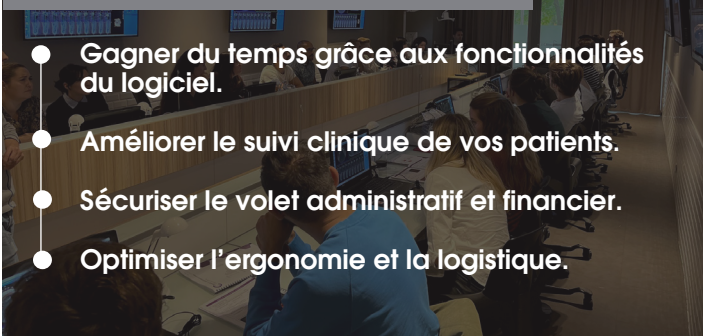 Gagner du temps grâce aux fonctionnalités
du logiciel.
Améliorer le suivi clinique de vos patients.
Sécuriser le volet administratif et financier.
Optimiser l’ergonomie et la logistique.